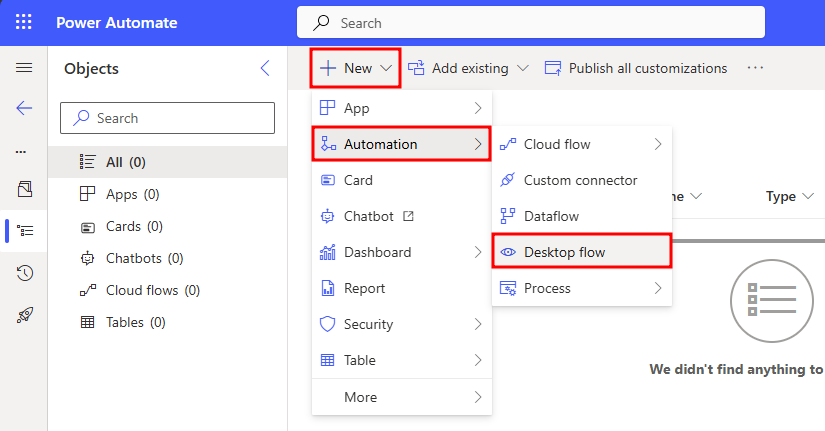 Power Automate
Search
Objects
New
Add existing
Publish all customizations
...
Search
...
All (0)
Apps (0)
Cards (0)
Chatbots (0)
Cloud flows (0)
Tables (0)
App
Automation
Card
Chatbot
Dashboard
Report
Security
Table
More
Cloud flow
Custom connector
Dataflow
Desktop flow
Process
Type
We didn't find anything to